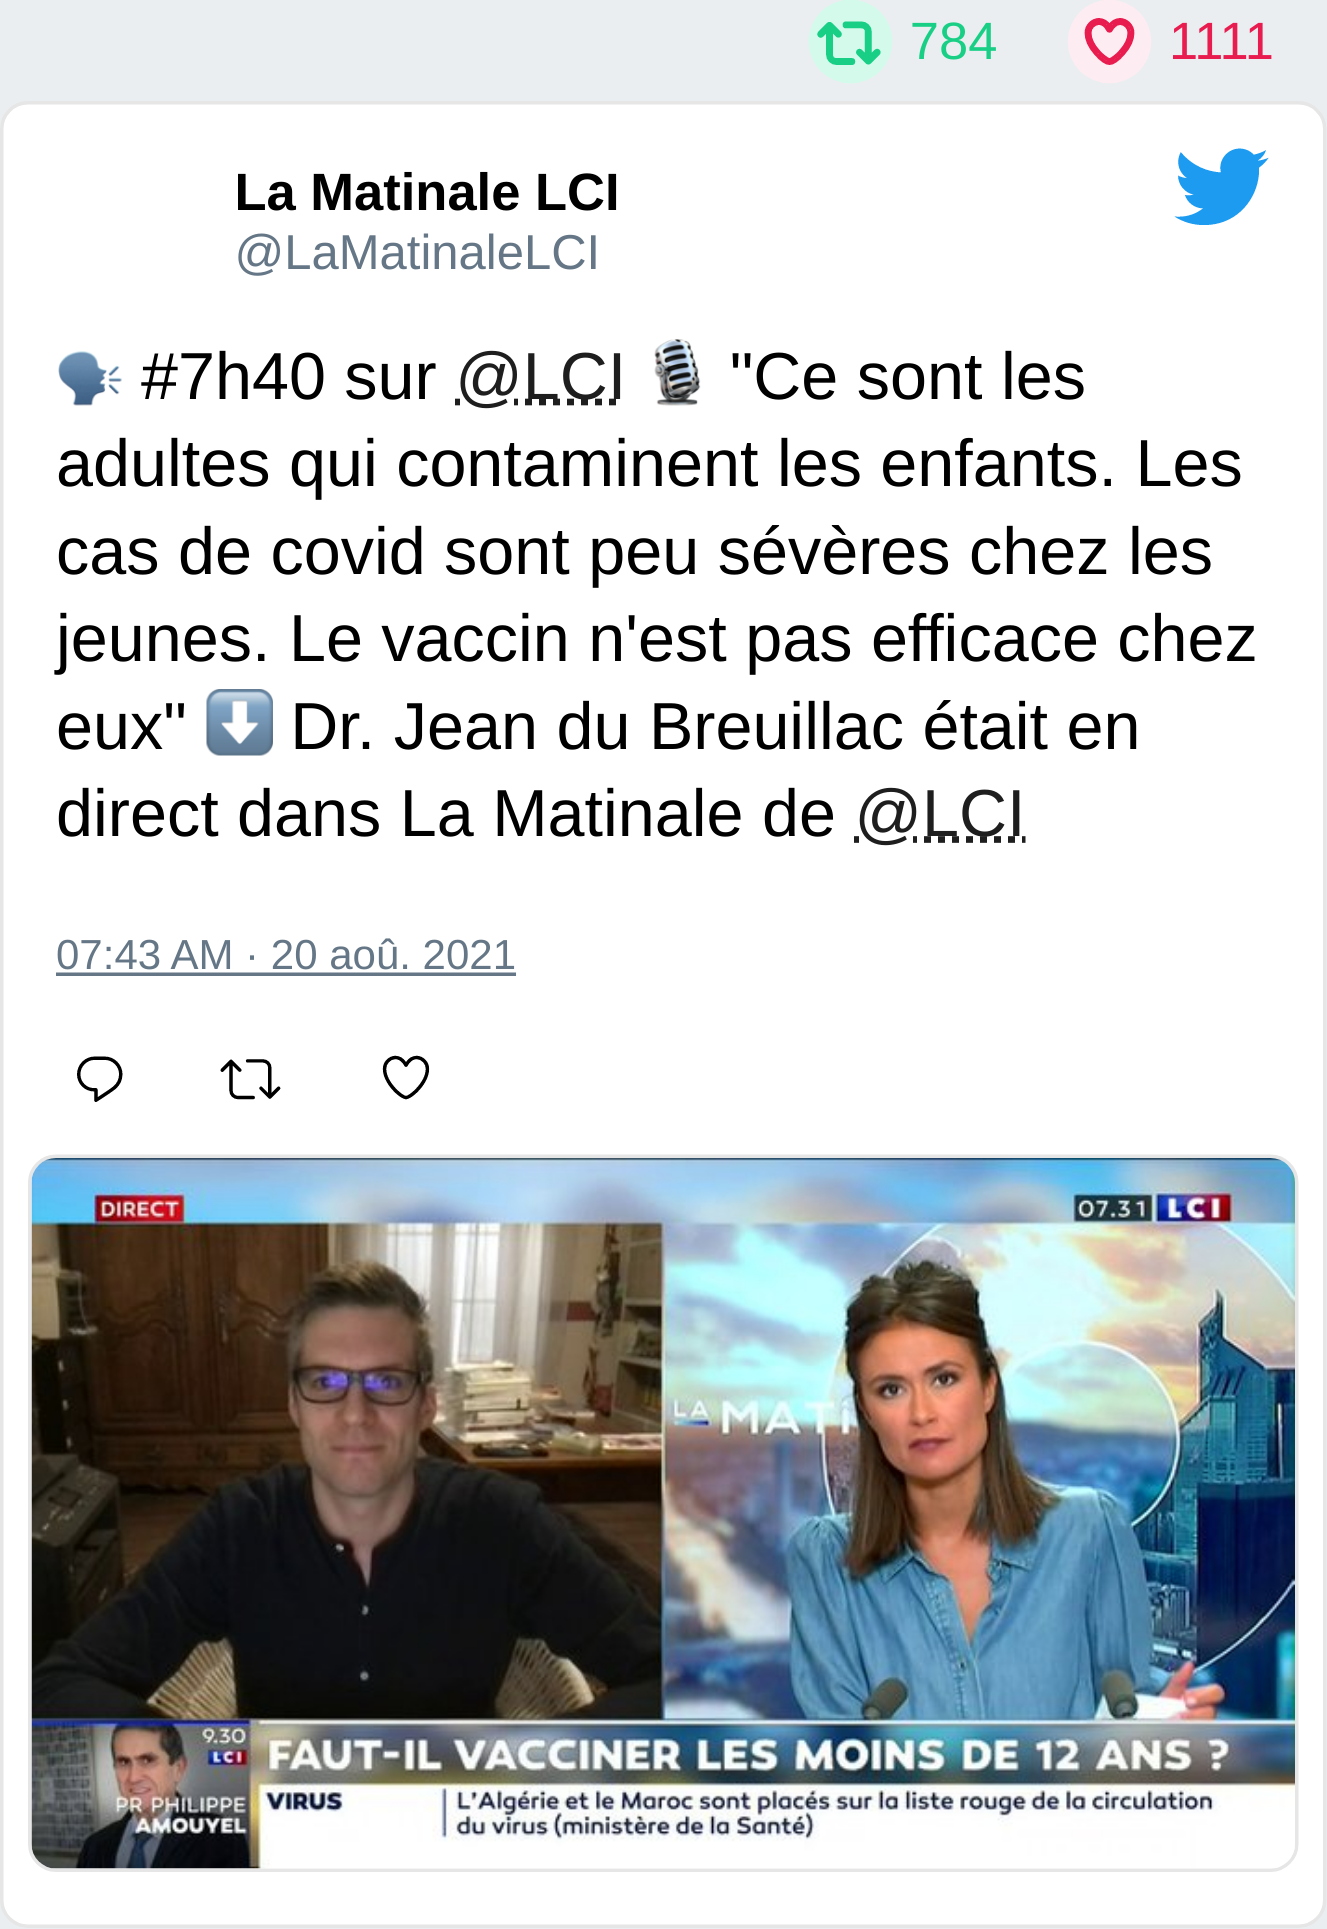 784 1111
La Matinale LCI
@LaMatinaleLCI
🗣 #7h40 sur @LCI 🎙 "Ce sont les
adultes qui contaminent les enfants. Les
cas de covid sont peu sévères chez les
jeunes. Le vaccin n'est pas efficace chez
eux" ⬇️ Dr. Jean du Breuillac était en
direct dans La Matinale de @LCI
07:43 AM · 20 aoû. 2021
DIRECT
07.31 LCI
LA MATI
9.30
LCI
PR PHILIPPE
AMOUYEL
FAUT-IL VACCINER LES MOINS DE 12 ANS ?
VIRUS
L'Algérie et le Maroc sont placés sur la liste rouge de la circulation
du virus (ministère de la Santé)